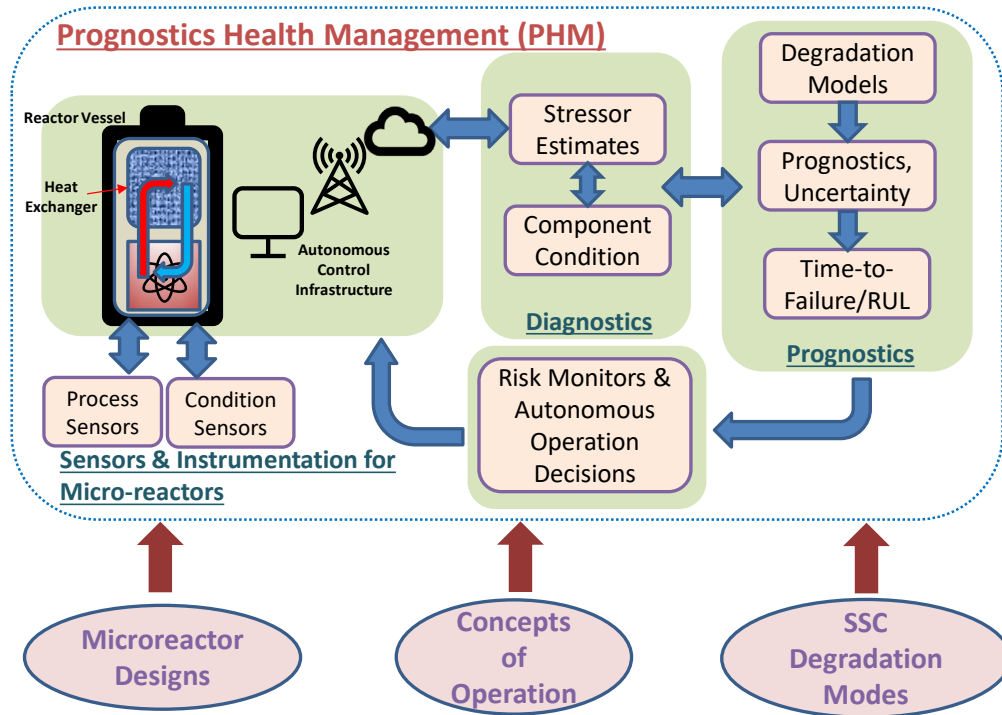 Prognostics Health Management (PHM)
Reactor Vessel
Heat
Exchanger
Autonomous
Control
Infrastructure
Process
Sensors
Condition
Sensors
Sensors & Instrumentation for
Micro-reactors
Stressor
Estimates
Component
Condition
Diagnostics
Degradation
Models
Prognostics,
Uncertainty
Time-to-
Failure/RUL
Prognostics
Risk Monitors &
Autonomous
Operation
Decisions
Microreactor
Designs
Concepts
of
Operation
SSC
Degradation
Modes